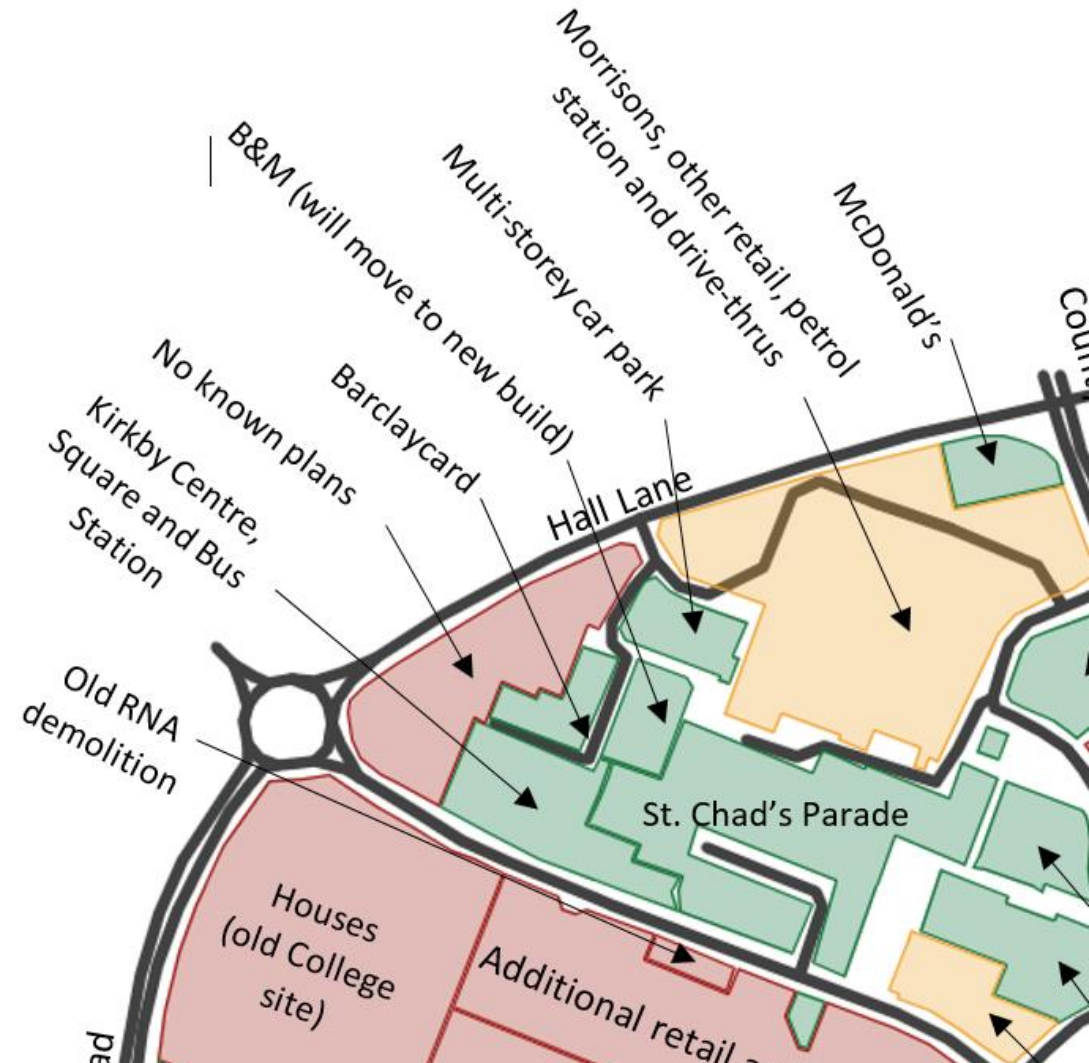 Morrisons, other retail, petrol
station and drive-thrus
McDonald's
B&M (will move to new build)
Multi-storey car park
No known plans
Barclaycard
Kirkby Centre,
Square and Bus
Station
Hall Lane
Old RNA
demolition
St. Chad's Parade
Houses
(old College
site)
Additional retail